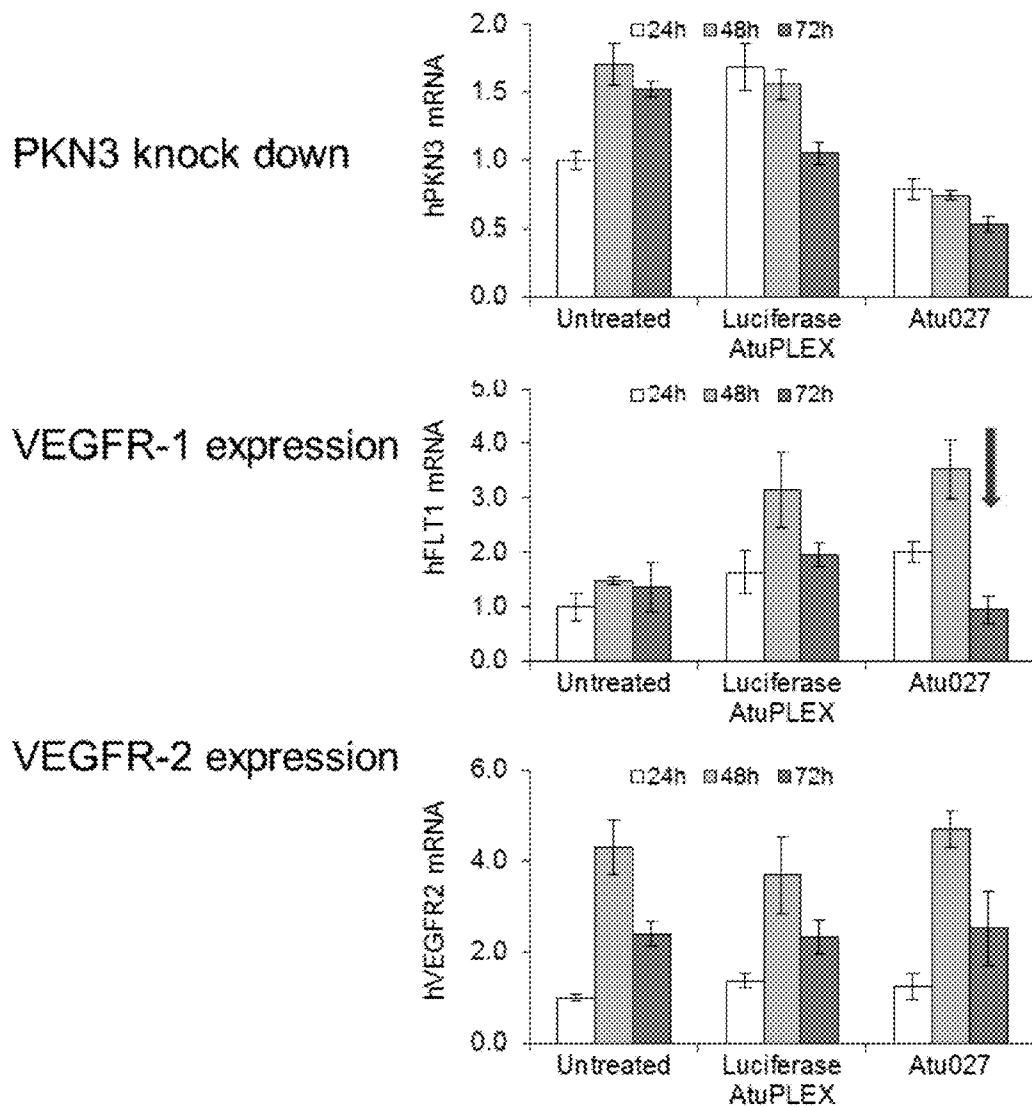 PKN3 knock down
hPKN3 mRNA
2.0
1.5
1.0
0.5
0.0
24h 48h 72h
Untreated
Luciferase
AtuPLEX
Atu027
VEGFR-1 expression
hFLT1 mRNA
5.0
4.0
3.0
2.0
1.0
0.0
24h 48h 72h
Untreated
Luciferase
AtuPLEX
Atu027
VEGFR-2 expression
hVEGFR2 mRNA
6.0
4.0
2.0
0.0
24h 48h 72h
Untreated
Luciferase
AtuPLEX
Atu027